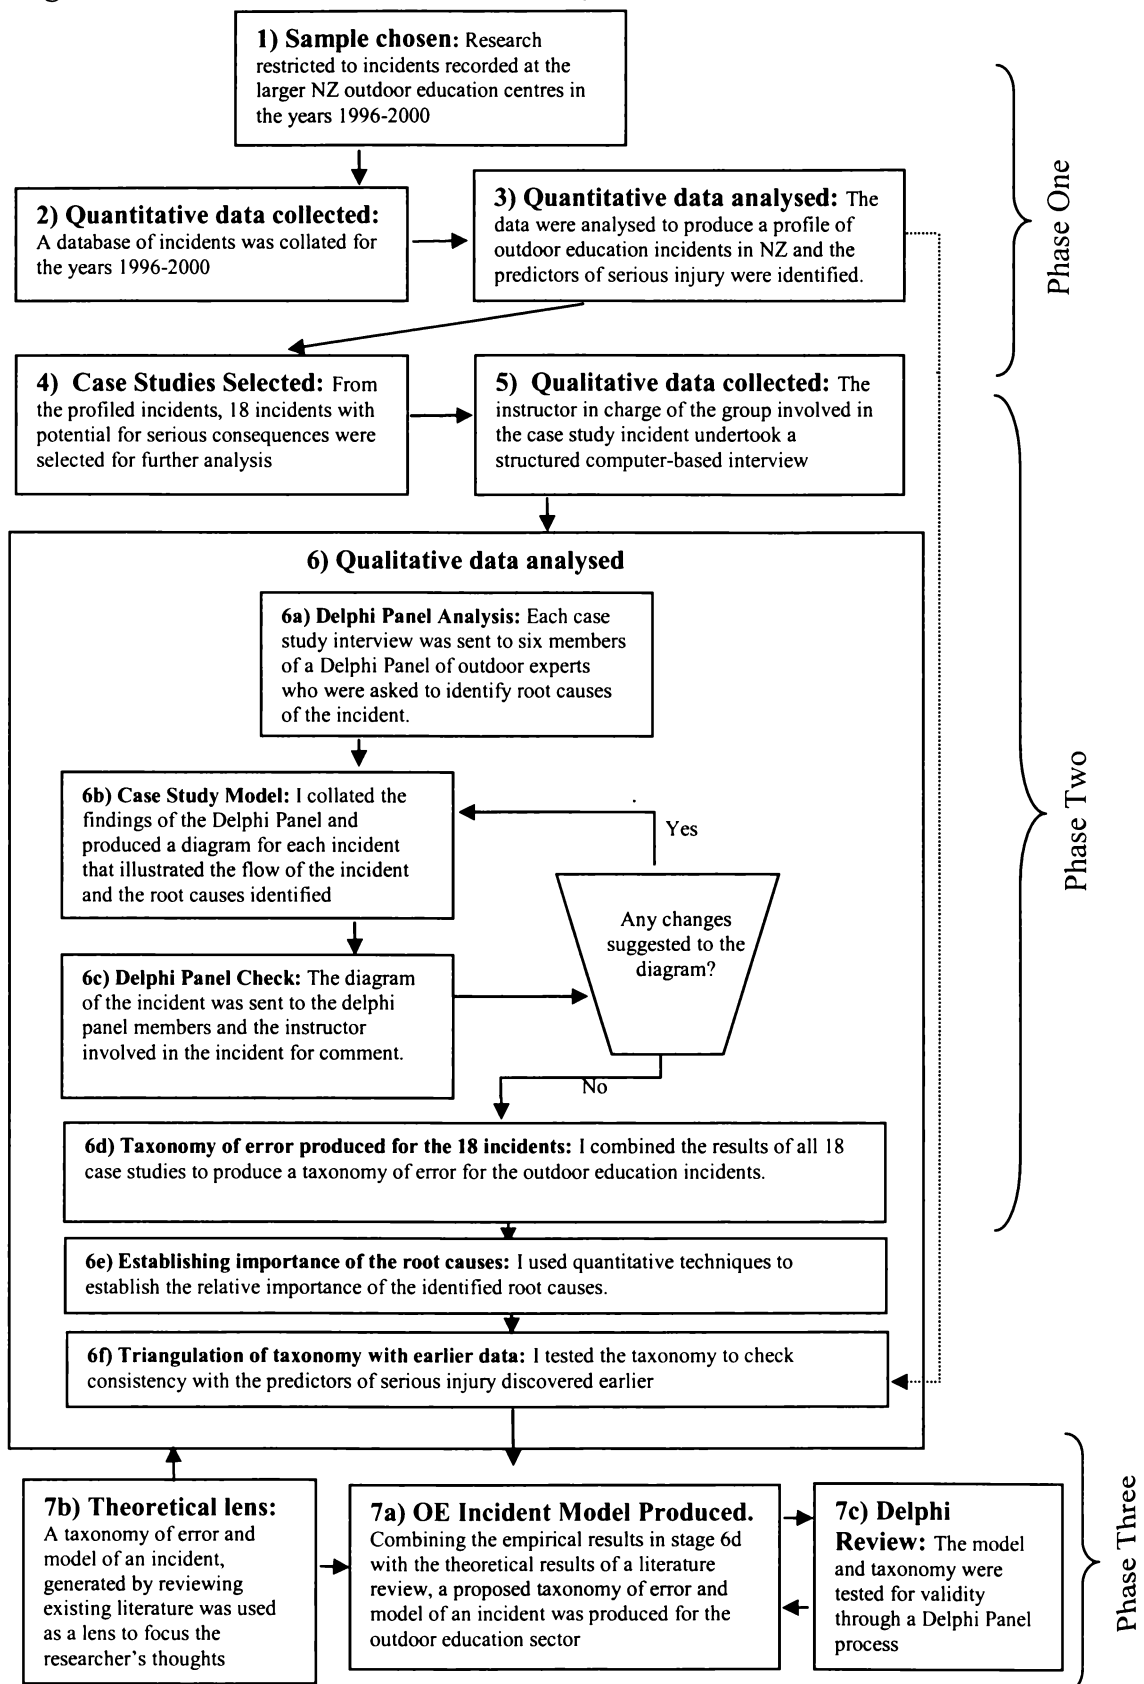 1) Sample chosen: Research
restricted to incidents recorded at the
larger NZ outdoor education centres in
the years 1996-2000
2) Quantitative data collected:
A database of incidents was collated for
the years 1996-2000
3) Quantitative data analysed: The
data were analysed to produce a profile of
outdoor education incidents in NZ and the
predictors of serious injury were identified.
Phase One
4) Case Studies Selected: From
the profiled incidents, 18 incidents with
potential for serious consequences were
selected for further analysis
5) Qualitative data collected: The
instructor in charge of the group involved in
the case study incident undertook a
structured computer-based interview
6) Qualitative data analysed
6a) Delphi Panel Analysis: Each case
study interview was sent to six members
of a Delphi Panel of outdoor experts
who were asked to identify root causes
of the incident.
6b) Case Study Model: I collated the
findings of the Delphi Panel and
produced a diagram for each incident
that illustrated the flow of the incident
and the root causes identified
Yes
Any changes
suggested to the
diagram?
6c) Delphi Panel Check: The diagram
of the incident was sent to the delphi
panel members and the instructor
involved in the incident for comment.
No
Phase Two
6d) Taxonomy of error produced for the 18 incidents: I combined the results of all 18
case studies to produce a taxonomy of error for the outdoor education incidents.
6e) Establishing importance of the root causes: I used quantitative techniques to
establish the relative importance of the identified root causes.
6f) Triangulation of taxonomy with earlier data: I tested the taxonomy to check
consistency with the predictors of serious injury discovered earlier
7b) Theoretical lens:
A taxonomy of error and
model of an incident,
generated by reviewing
existing literature was used
as a lens to focus the
researcher's thoughts
7a) OE Incident Model Produced.
Combining the empirical results in stage 6d
with the theoretical results of a literature
review, a proposed taxonomy of error and
model of an incident was produced for the
outdoor education sector
7c) Delphi
Review: The model
and taxonomy were
tested for validity
through a Delphi Panel
process
Phase Three